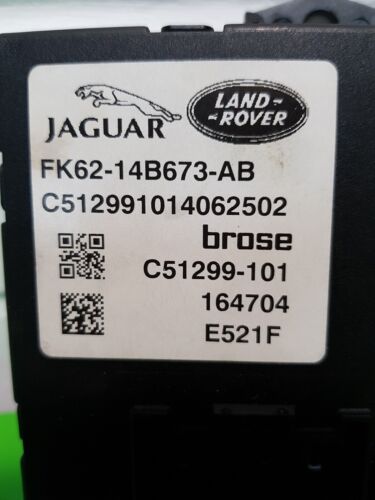 JAGUAR
LAND-
-ROVER
FK62-14B673-AB
C512991014062502
brose
C51299-101
164704
E521F